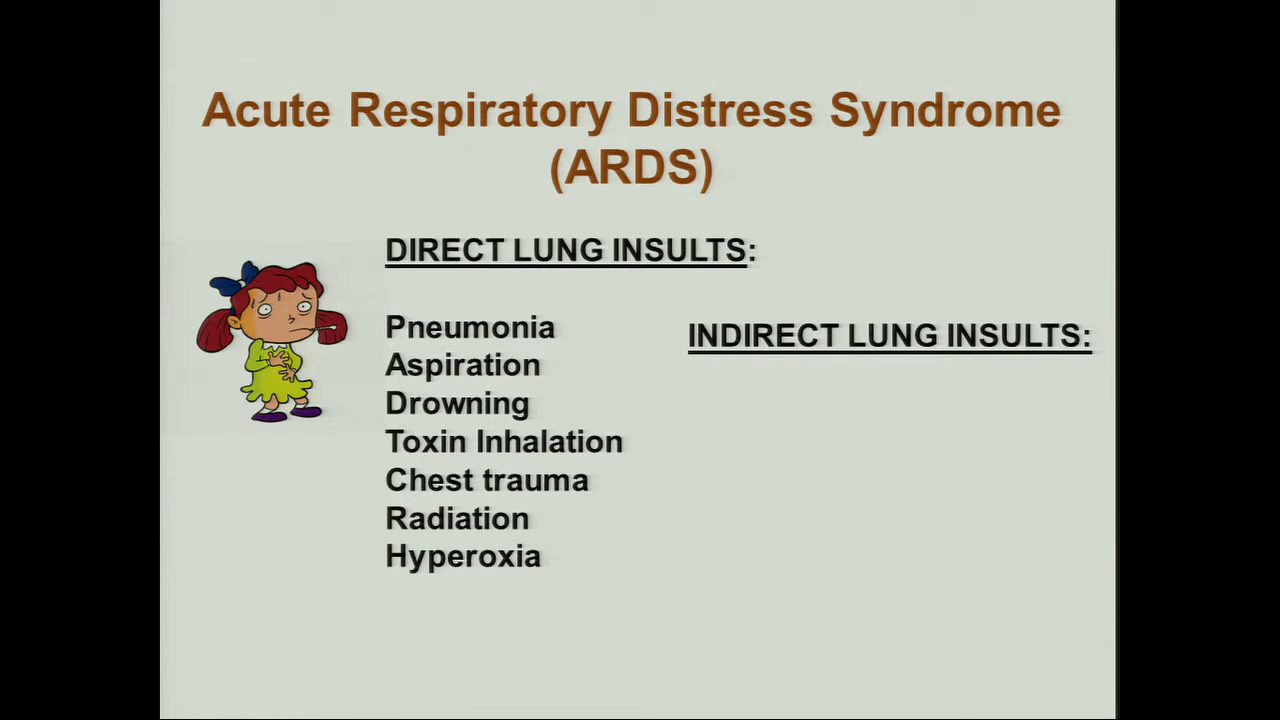 Acute Respiratory Distress Syndrome
(ARDS)
DIRECT LUNG INSULTS:
Pneumonia
Aspiration
Drowning
Toxin Inhalation
Chest trauma
Radiation
Hyperoxia
INDIRECT LUNG INSULTS: